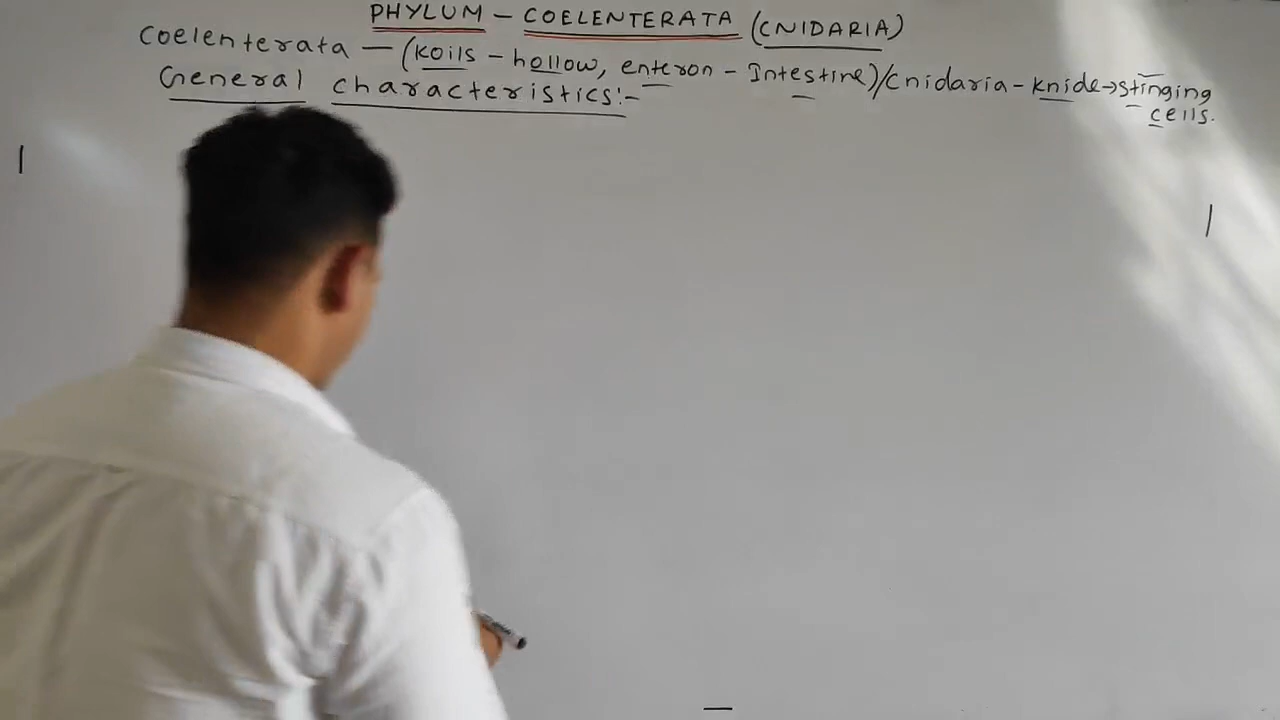 PHYLUM - COELENTERATA (CNIDARIA)
Coelenterata — (koils - hollow, enteron - Intestine)/Cnidaria - knide→stinging cells.
General characteristics:-